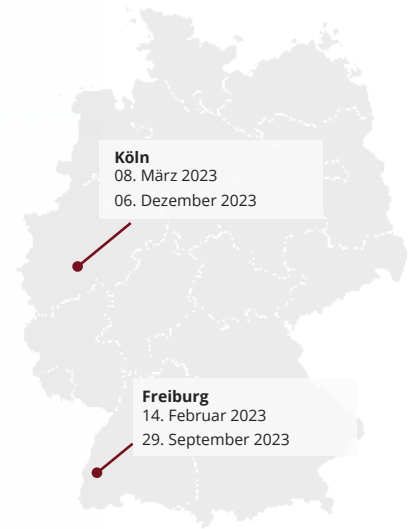 Köln
08. März 2023
06. Dezember 2023
Freiburg
14. Februar 2023
29. September 2023